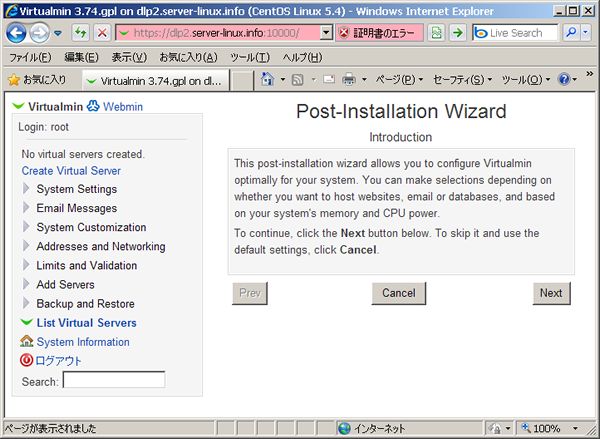 Virtualmin 3.74.gpl on dlp2.server-linux.info (CentOS Linux 5.4) - Windows Internet Explorer
https://dlp2.server-linux.info:10000/
証明書のエラー
Live Search
ファイル(F) 編集(E) 表示(V) お気に入り(A) ツール(T) ヘルプ(H)
お気に入り
Virtualmin 3.74.gpl on dl...
ページ(P) セーフティ(S) ツール(O)
Virtualmin Webmin
Login: root
No virtual servers created.
Create Virtual Server
System Settings
Email Messages
System Customization
Addresses and Networking
Limits and Validation
Add Servers
Backup and Restore
List Virtual Servers
System Information
ログアウト
Search:
Post-Installation Wizard
Introduction
This post-installation wizard allows you to configure Virtualmin
optimally for your system. You can make selections depending on
whether you want to host websites, email or databases, and based
on your system's memory and CPU power.
To continue, click the Next button below. To skip it and use the
default settings, click Cancel.
Prev Cancel Next
ページが表示されました
インターネット
100%